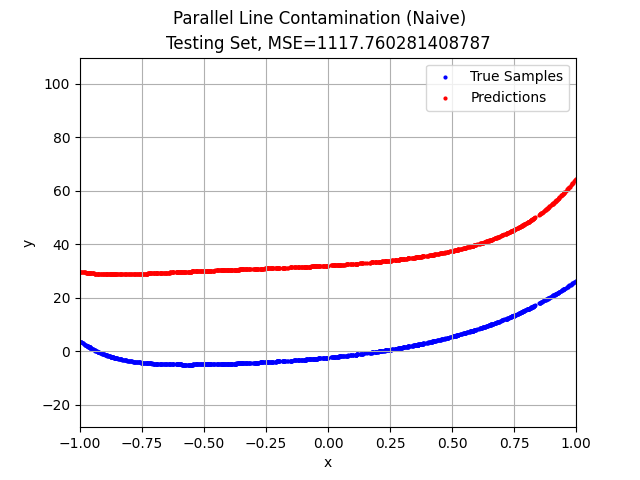 Parallel Line Contamination (Naive)
Testing Set, MSE=1117.760281408787
True Samples
Predictions
100
80
60
40
20
0
−20
y
−1.00 −0.75 −0.50 −0.25 0.00 0.25 0.50 0.75 1.00
x